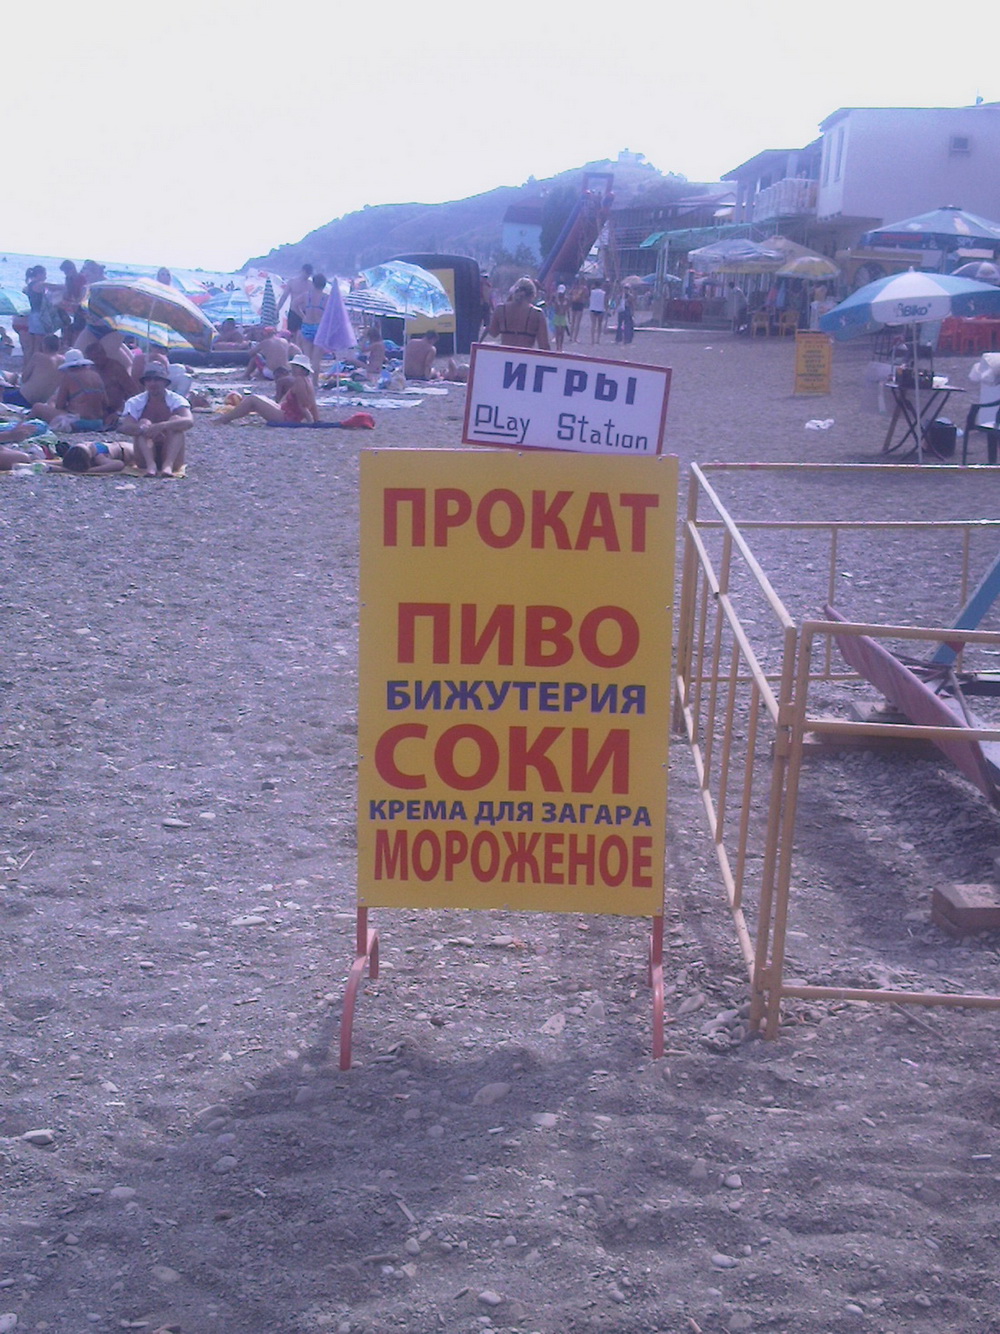 ИГРЫ
PLay Station
ПРОКАТ
ПИВО
БИЖУТЕРИЯ
СОКИ
КРЕМА ДЛЯ ЗАГАРА
МОРОЖЕНОЕ